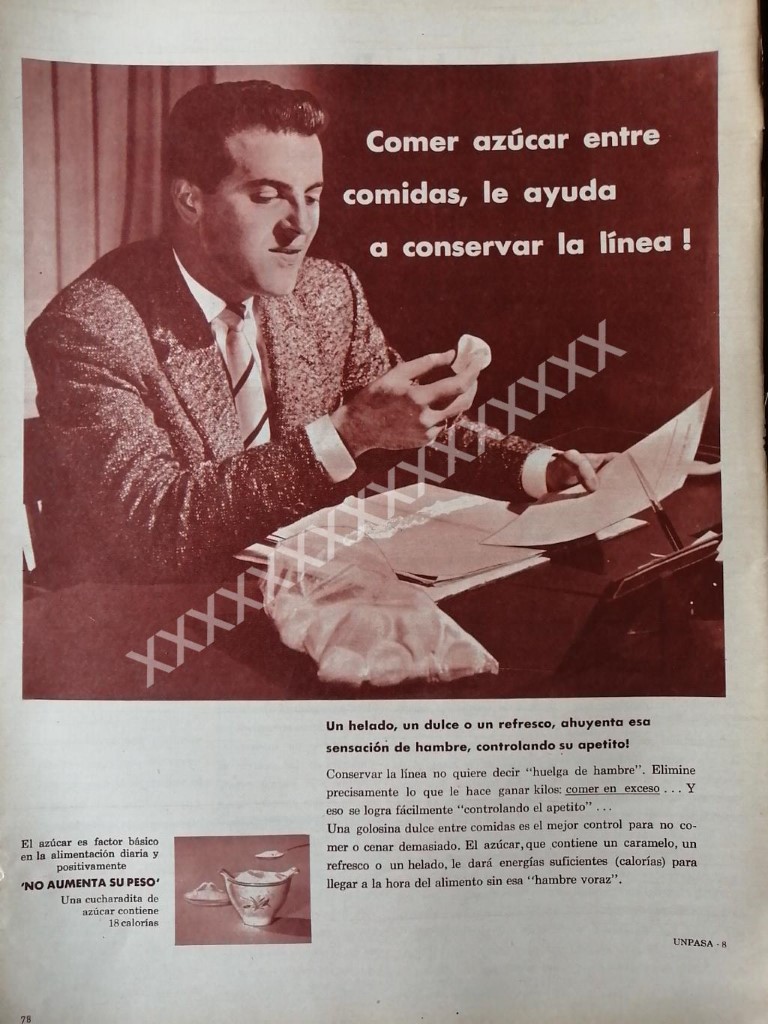 Comer azúcar entre
comidas, le ayuda
a conservar la línea!
XXXXXXXXXXXXXXXX
Un helado, un dulce o un refresco, ahuyenta esa
sensación de hambre, controlando su apetito!
Conservar la línea no quiere decir "huelga de hambre". Elimine
precisamente lo que le hace ganar kilos: comer en exceso . . . Y
eso se logra fácilmente "controlando el apetito" . . .
Una golosina dulce entre comidas es el mejor control para no co-
mer o cenar demasiado. El azúcar, que contiene un caramelo, un
refresco o un helado, le dará energías suficientes (calorías) para
llegar a la hora del alimento sin esa "hambre voraz".
El azúcar es factor básico
en la alimentación diaria y
positivamente
'NO AUMENTA SU PESO'
Una cucharadita de
azúcar contiene
18 calorías
UNPASA - 8
78